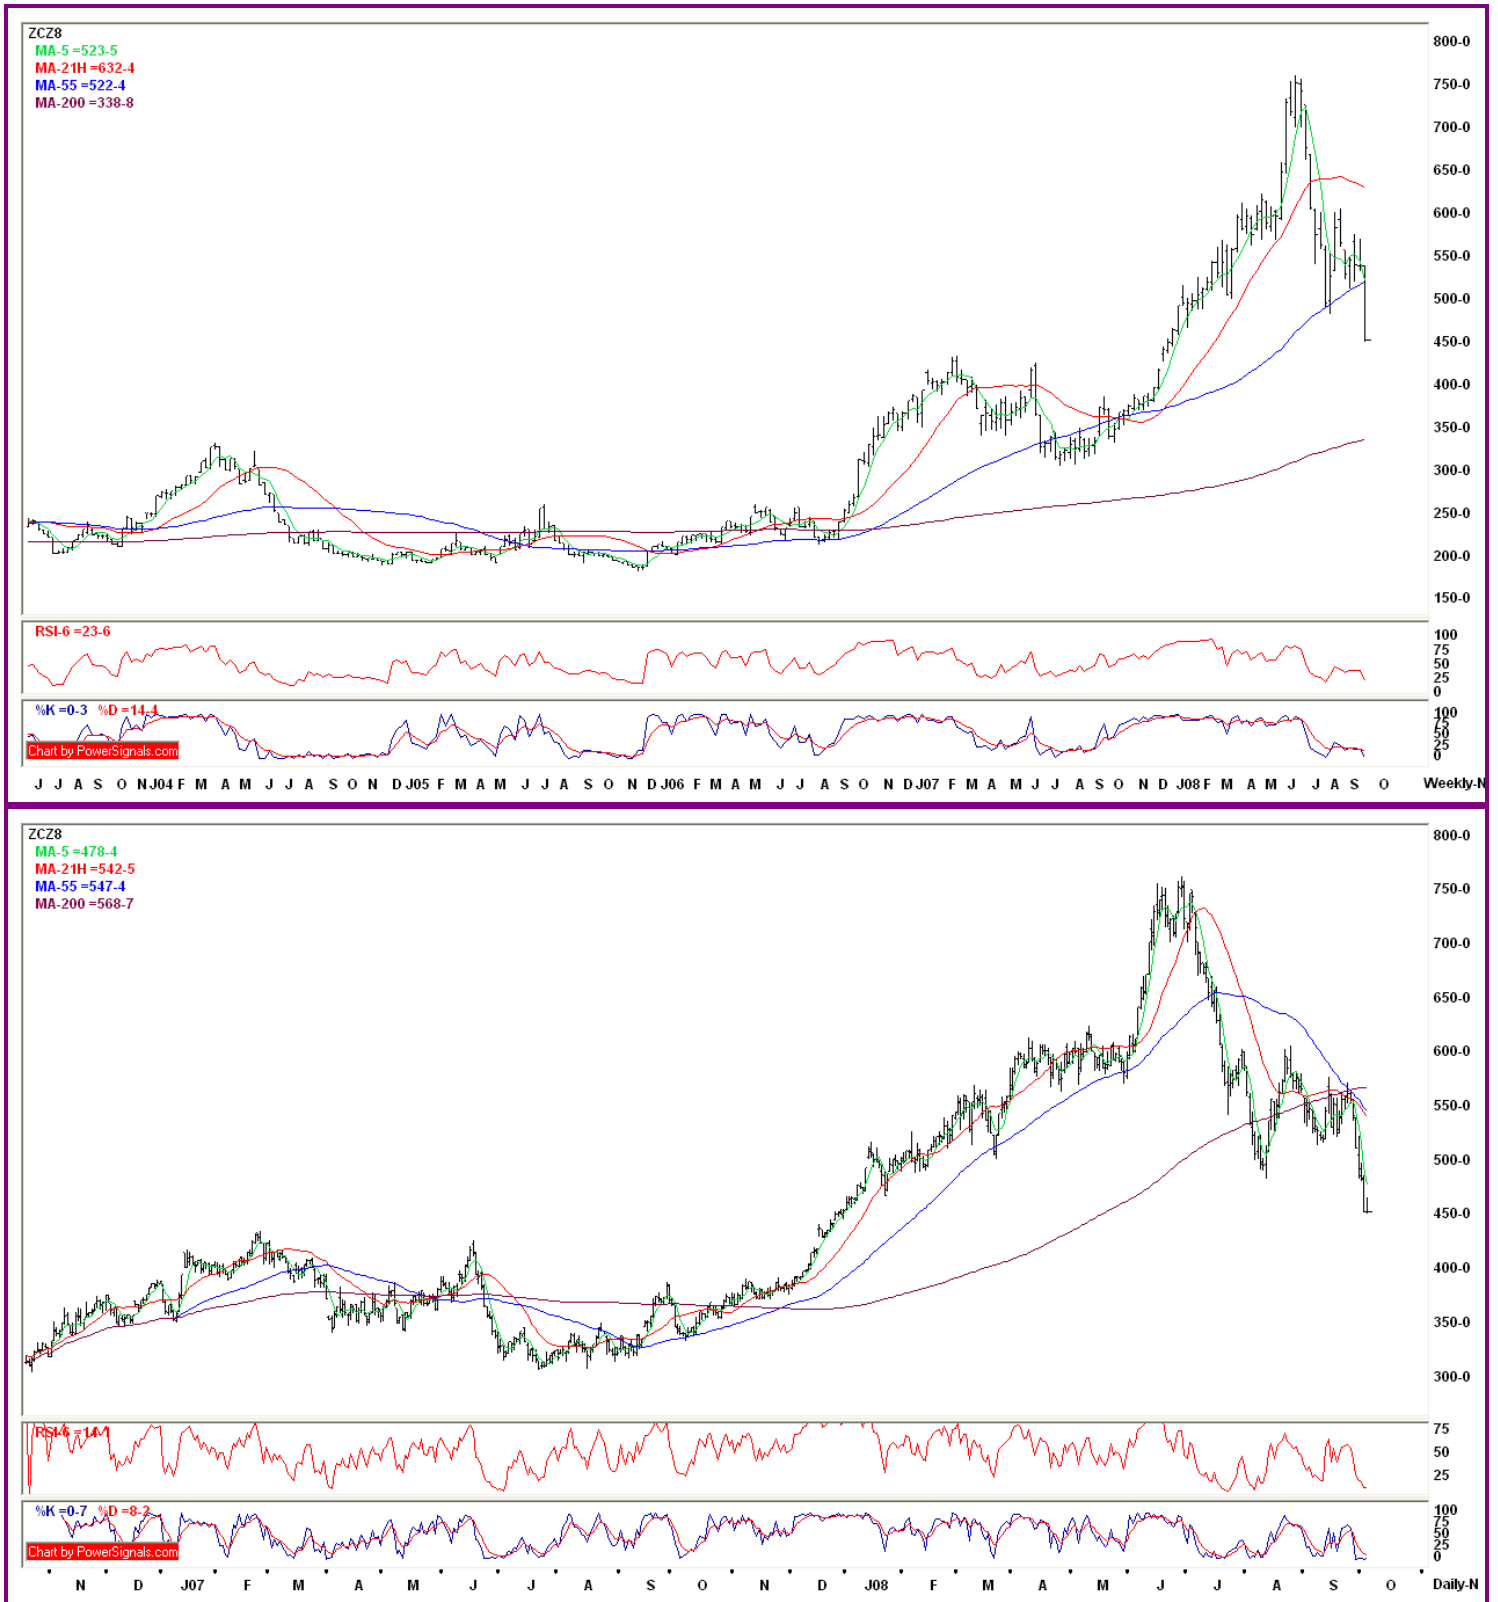 ZCZ8
MA-5 =523-5
MA-21H =632-4
MA-55 =522-4
MA-200 =338-8
800-0
750-0
700-0
650-0
600-0
550-0
500-0
450-0
400-0
350-0
300-0
250-0
200-0
150-0
RSI-6 =23-6
100
75
50
25
0
%K =0-3 %D =14-4
100
75
50
25
0
Chart by PowerSignals.com
J J A S O N J04 F M A M J J A S O N D J05 F M A M J J A S O N D J06 F M A M J J A S O N D J07 F M A M J J A S O N D J08 F M A M J J A S O Weekly-N
ZCZ8
MA-5 =478-4
MA-21H =542-5
MA-55 =547-4
MA-200 =568-7
800-0
750-0
700-0
650-0
600-0
550-0
500-0
450-0
400-0
350-0
300-0
RSI-6 =14-1
75
50
25
%K =0-7 %D =8-2
100
75
50
25
0
Chart by PowerSignals.com
N D J07 F M A M J J A S O N D J08 F M A M J J A S O Daily-N